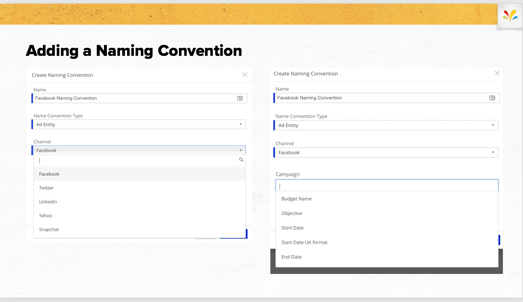 Adding a Naming Convention
Create Naming Convention
Name
Facebook Naming Convention
Name Convention Type
Ad Entity
Channel
Facebook
Facebook
Twitter
LinkedIn
Yahoo
Snapchat
Create Naming Convention
Name
Facebook Naming Convention
Name Convention Type
Ad Entity
Channel
Facebook
Campaign
Budget Name
Objective
Start Date
Start Date UK format
End Date